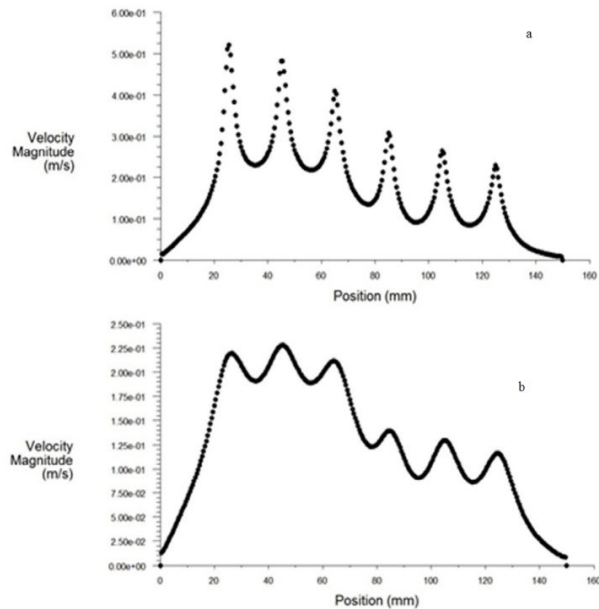 6.00e-01
a
5.00e-01
4.00e-01
Velocity
Magnitude
(m/s)
3.00e-01
2.00e-01
1.00e-01
0.00e+00
0 20 40 60 80 100 120 140 160
Position (mm)
2.50e-01
2.25e-01
b
2.00e-01
1.75e-01
1.50e-01
Velocity
Magnitude
(m/s)
1.25e-01
1.00e-01
7.50e-02
5.00e-02
2.50e-02
0.00e+00
0 20 40 60 80 100 120 140 160
Position (mm)